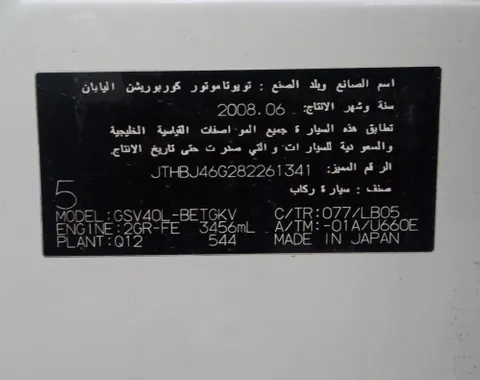 اسم الصانع وبلد الصنع : تويوتاموتور كوربوريشن اليابان
سنة وشهر الانتاج: 2008.06
تطابق هذه السيارة جميع المواصفات القياسية الخليجية
والسعودية للسيارات والتي صدرت حتى تاريخ الانتاج.
الرقم المميز: JTHBJ46G282261341
صنف : سيارة ركاب
5
MODEL:GSV40L-BETGKV C/TR:077/LB05
ENGINE:2GR-FE 3456mL A/TM:-01A/U660E
PLANT:Q12 544 MADE IN JAPAN